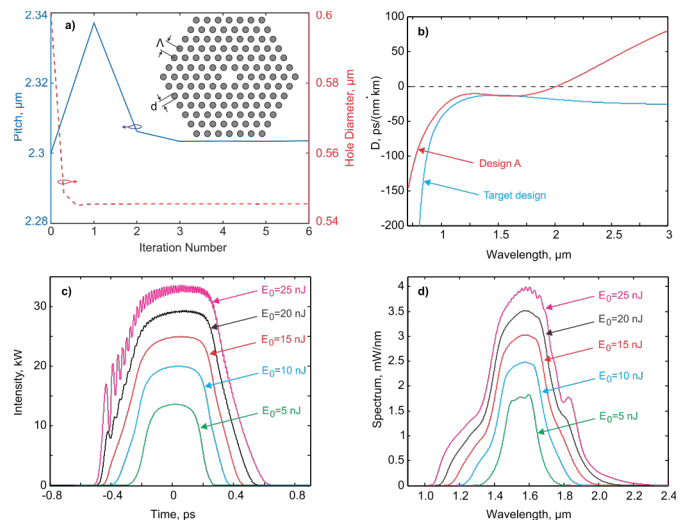 a)
2.34
2.32
2.3
2.28
Pitch, µm
0 1 2 3 4 5 6
Iteration Number
0.6
0.58
0.56
0.54
Hole Diameter, µm
Λ
d
b)
100
50
0
-50
-100
-150
-200
D, ps/(nm*km)
Design A
Target design
1 1.5 2 2.5 3
Wavelength, µm
c)
30
20
10
0
Intensity, kW
E0=25 nJ
E0=20 nJ
E0=15 nJ
E0=10 nJ
E0=5 nJ
-0.8 -0.4 0 0.4 0.8
Time, ps
d)
4
3.5
3
2.5
2
1.5
1
.5
0
Spectrum, mW/nm
E0=25 nJ
E0=20 nJ
E0=15 nJ
E0=10 nJ
E0=5 nJ
1.0 1.2 1.4 1.6 1.8 2.0 2.2 2.4
Wavelength, µm